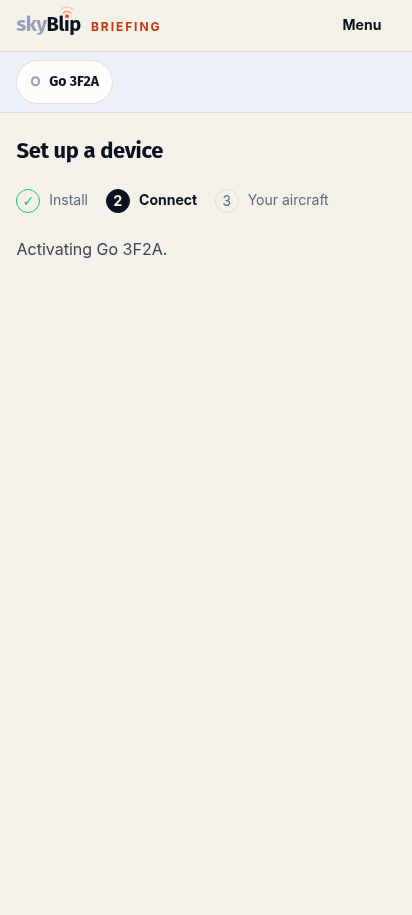 skyBlip BRIEFING
Menu
Go 3F2A
Set up a device
✓ Install
2 Connect
3 Your aircraft
Activating Go 3F2A.